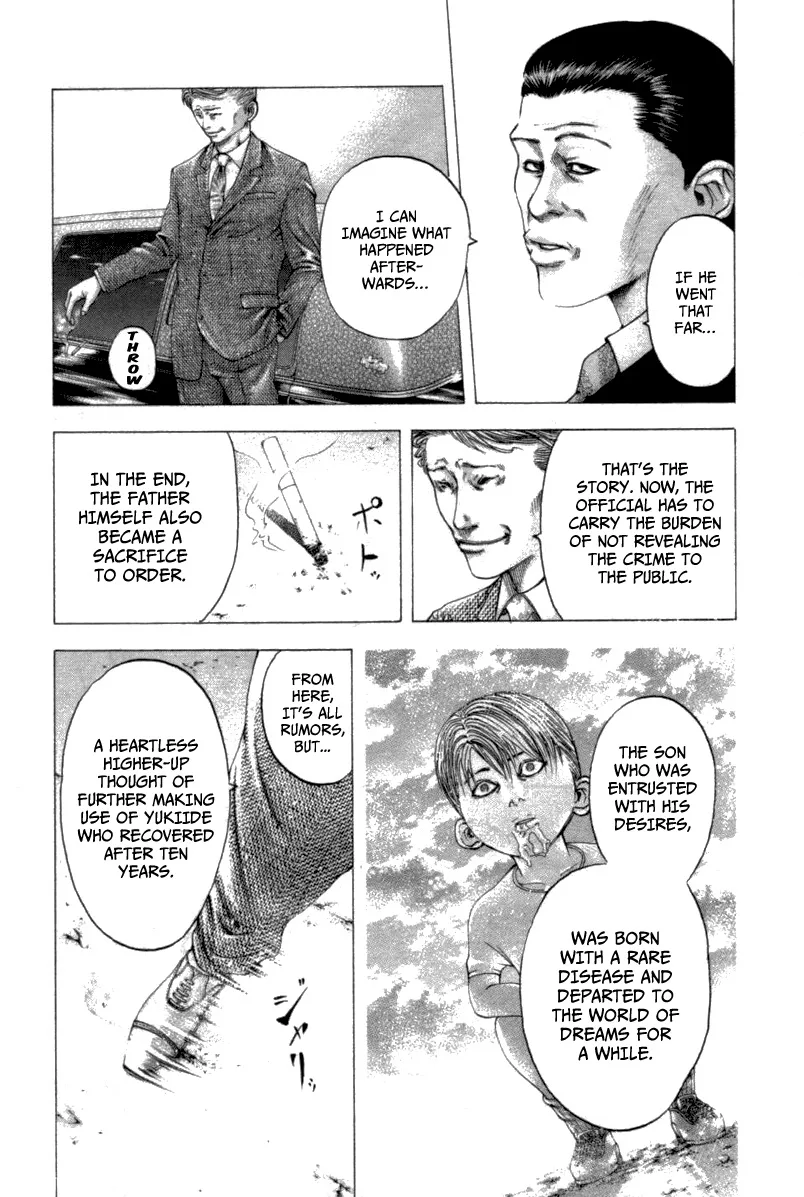 IF HE
WENT
THAT
FAR...
I CAN
IMAGINE WHAT
HAPPENED
AFTER-
WARDS...
THROW
THAT'S THE
STORY. NOW, THE
OFFICIAL HAS TO
CARRY THE BURDEN
OF NOT REVEALING
THE CRIME TO
THE PUBLIC.
IN THE END,
THE FATHER
HIMSELF ALSO
BECAME A
SACRIFICE
TO ORDER.
ポトッ
THE SON
WHO WAS
ENTRUSTED
WITH HIS
DESIRES,
WAS BORN
WITH A RARE
DISEASE AND
DEPARTED TO
THE WORLD OF
DREAMS FOR
A WHILE.
FROM
HERE,
IT'S ALL
RUMORS,
BUT...
A HEARTLESS
HIGHER-UP
THOUGHT OF
FURTHER MAKING
USE OF YUKIIDE
WHO RECOVERED
AFTER TEN
YEARS.
ジャリッ